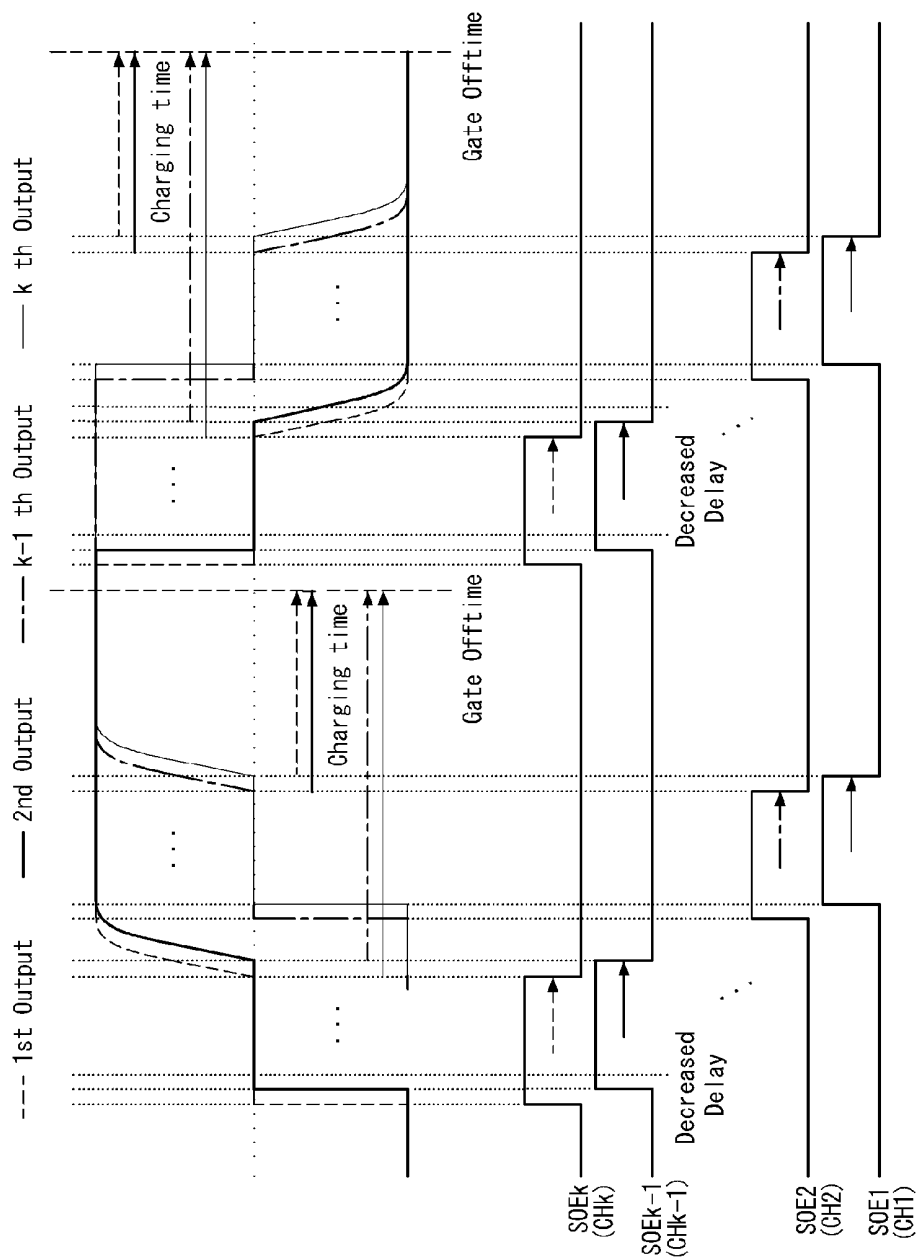 ---- 1st Output —— 2nd Output —-— k-1 th Output —— k th Output
Charging time
Charging time
Gate Offtime
Gate Offtime
SOEk
(CHk)
SOEk-1
(CHk-1)
Decreased
Delay
Decreased
Delay
SOE2
(CH2)
SOE1
(CH1)